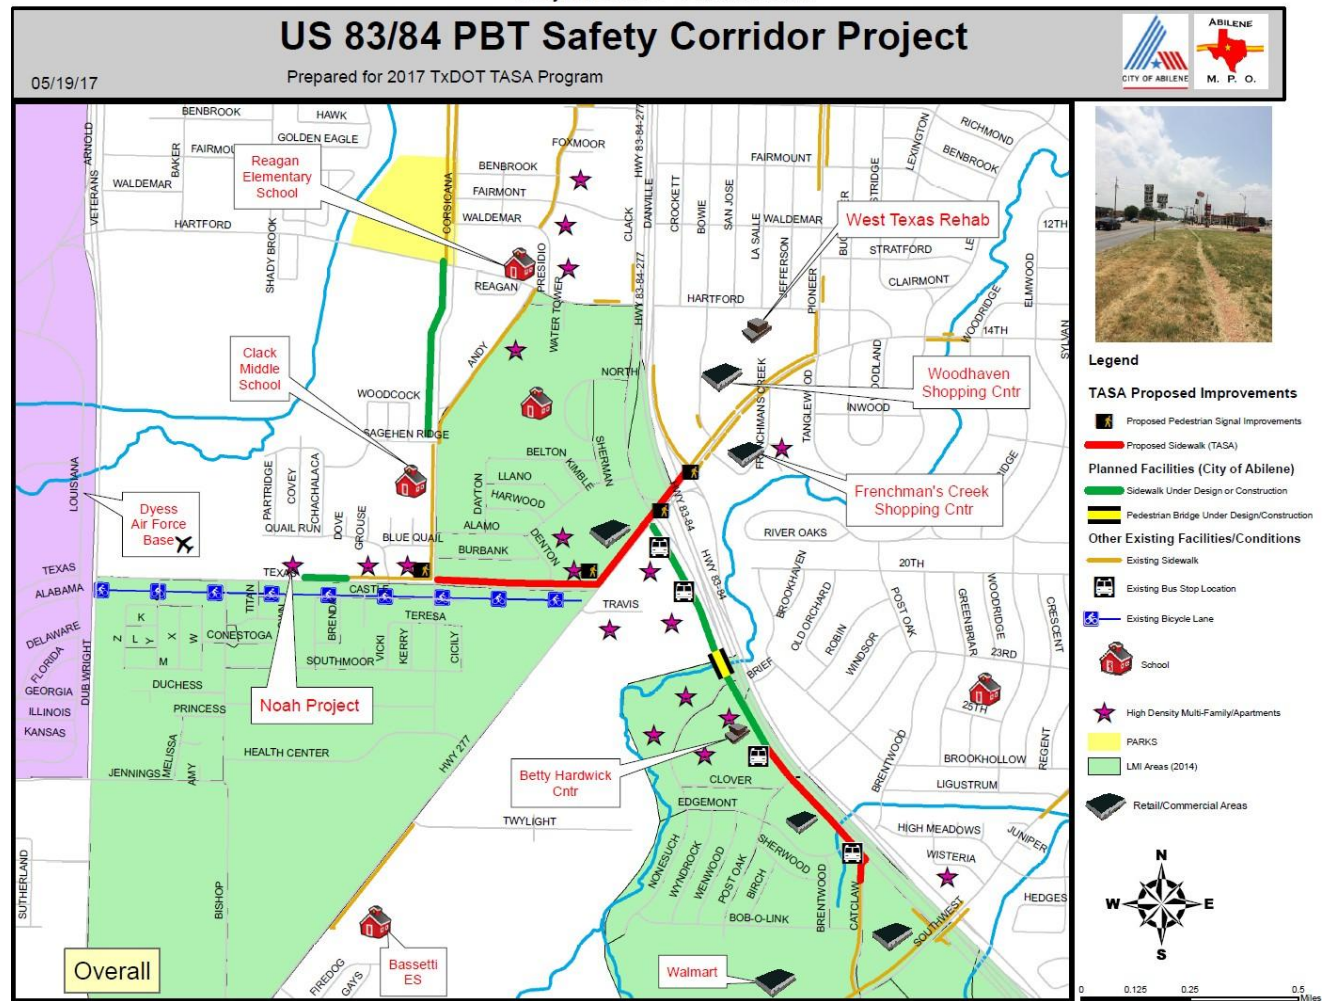 US 83/84 PBT Safety Corridor Project
05/19/17
Prepared for 2017 TxDOT TASA Program
CITY OF ABILENE
ABILENE
M. P. O.
BENBROOK
HAWK
GOLDEN EAGLE
VETERANS ARNOLD
BAKER
WALDEMAR
HARTFORD
SHADY BROOK
Reagan
Elementary
School
CORSICANA
FOXMOOR
BENBROOK
FAIRMONT
WALDEMAR
REAGAN
PRESIDIO
WATER TOWER
CLACK
DANVILLE
HWY 83-84-277
HWY 83-84-277
CROCKETT
BOWIE
SAN JOSE
LA SALLE
FAIRMOUNT
WALDEMAR
JEFFERSON
PIONEER
LEXINGTON
RICHMOND
BENBROOK
12TH
West Texas Rehab
STRATFORD
CLAIRMONT
ELMWOOD
HARTFORD
WOODRIDGE
14TH
SYLVAN
Clack
Middle
School
ANDY
NORTH
WOODCOCK
SAGEHEN RIDGE
Woodhaven
Shopping Cntr
FRENCHMAN'S CREEK
TANGLEWOOD
INWOOD
LOUISIANA
PARTRIDGE
COVEY
CHACHALACA
DOVE
GROUSE
QUAIL RUN
BLUE QUAIL
BELTON
LLANO
KIMBLE
SHERMAN
DAYTON
HARWOOD
ALAMO
BURBANK
DENTON
Frenchman's Creek
Shopping Cntr
Dyess
Air Force
Base
RIVER OAKS
20TH
HWY 83-84
HWY 83-84
TEXAS
ALABAMA
TEXAS
CASTLE
TITAN
TERESA
TRAVIS
DELAWARE
FLORIDA
GEORGIA
ILLINOIS
KANSAS
DUB WRIGHT
K
Z
L
Y
X
W
M
CONESTOGA
SOUTHMOOR
VICKI
KERRY
CICILY
DUCHESS
PRINCESS
MELISSA
AMY
JENNINGS
HEALTH CENTER
Noah Project
HWY 277
BRIEF
BROOKHAVEN
OLD ORCHARD
ROBIN
WINDSOR
POST OAK
GREENBRIAR
WOODRIDGE
CRESCENT
23RD
25TH
BRENTWOOD
BROOKHOLLOW
REGENT
LIGUSTRUM
Betty Hardwick
Cntr
CLOVER
EDGEMONT
TWYLIGHT
NONESUCH
WYNDROCK
WENWOOD
POST OAK
BIRCH
SHERWOOD
BRENTWOOD
CATCLAW
BOB-O-LINK
HIGH MEADOWS
JUNIPER
WISTERIA
HEDGES
SOUTHWEST
SUTHERLAND
BISHOP
FIREDOG
GAYS
Bassetti
ES
Walmart
Overall
Legend
TASA Proposed Improvements
Proposed Pedestrian Signal Improvements
Proposed Sidewalk (TASA)
Planned Facilities (City of Abilene)
Sidewalk Under Design or Construction
Pedestrian Bridge Under Design/Construction
Other Existing Facilities/Conditions
Existing Sidewalk
Existing Bus Stop Location
Existing Bicycle Lane
School
High Density Multi-Family/Apartments
PARKS
LMI Areas (2014)
Retail/Commercial Areas
N
W
E
S
0 0.125 0.25 0.5
Miles